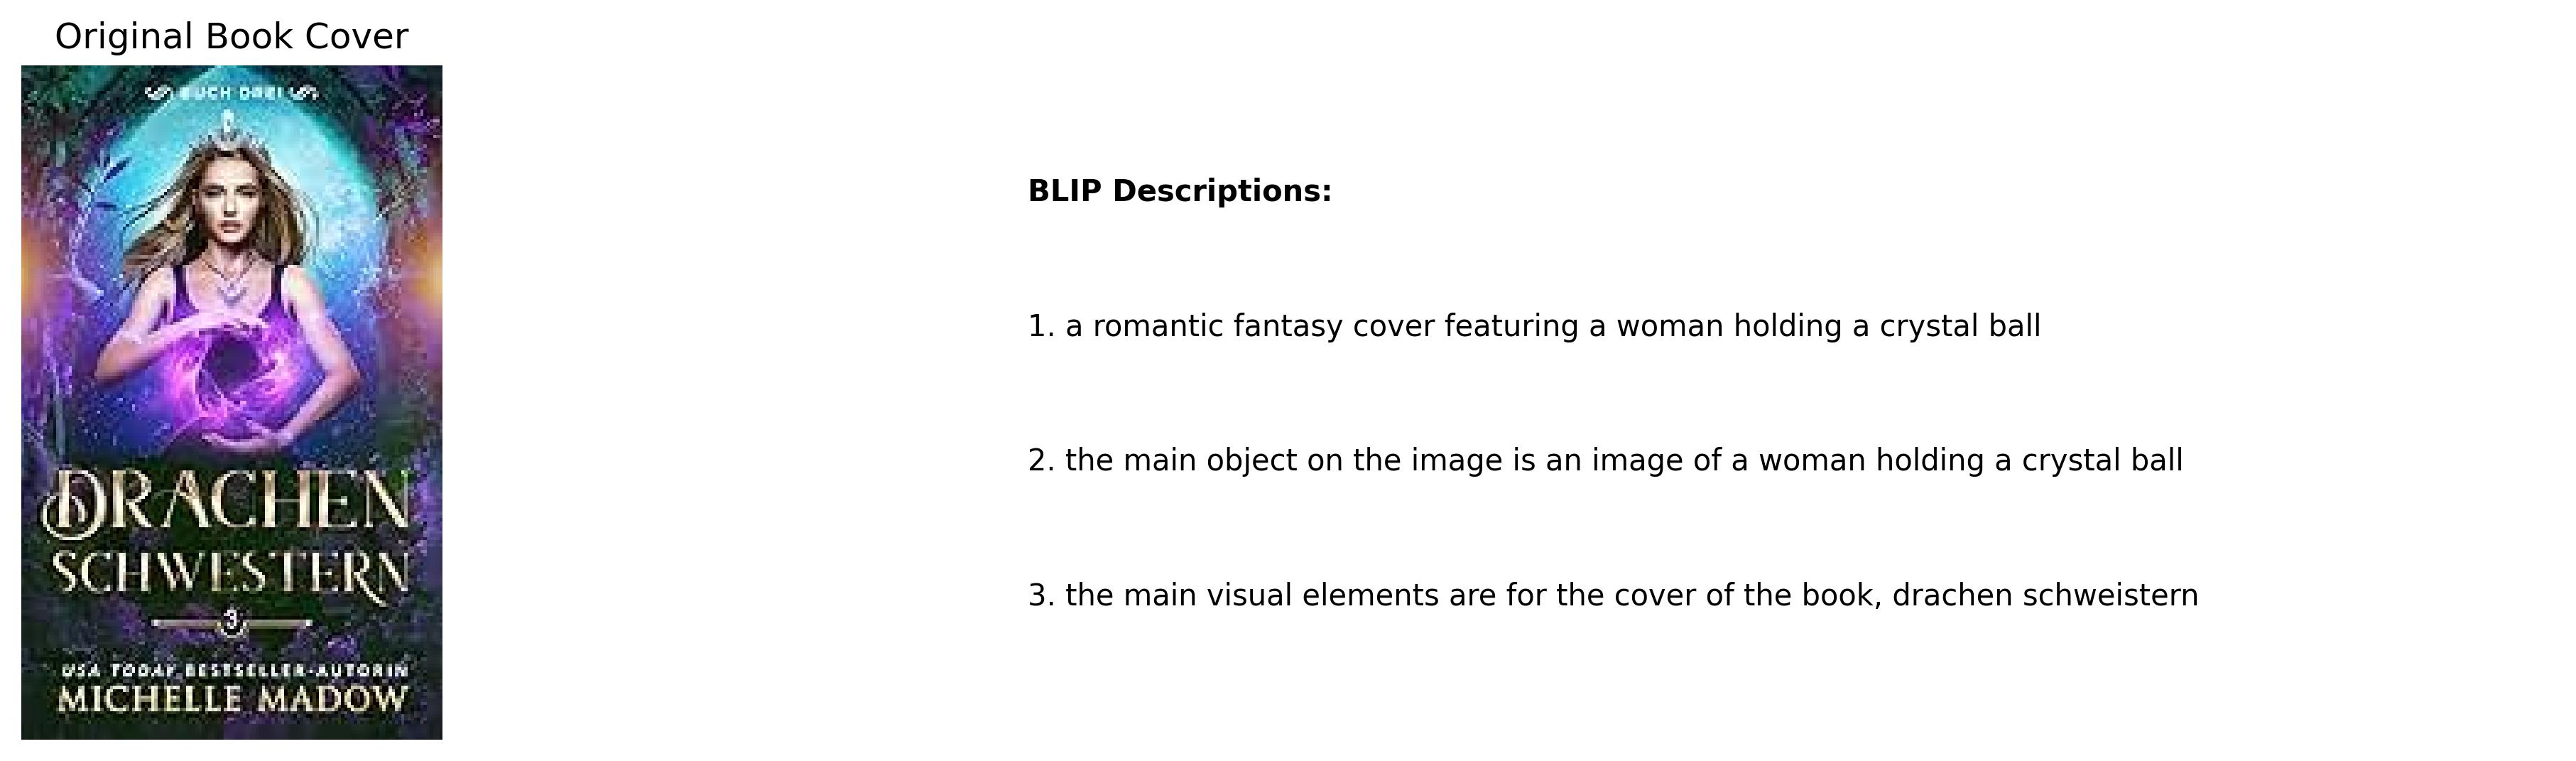 Original Book Cover
BUCH DREI
DRACHEN
SCHWESTERN
3
USA TODAY BESTSELLER-AUTORIN
MICHELLE MADOW
BLIP Descriptions:
1. a romantic fantasy cover featuring a woman holding a crystal ball
2. the main object on the image is an image of a woman holding a crystal ball
3. the main visual elements are for the cover of the book, drachen schweistern